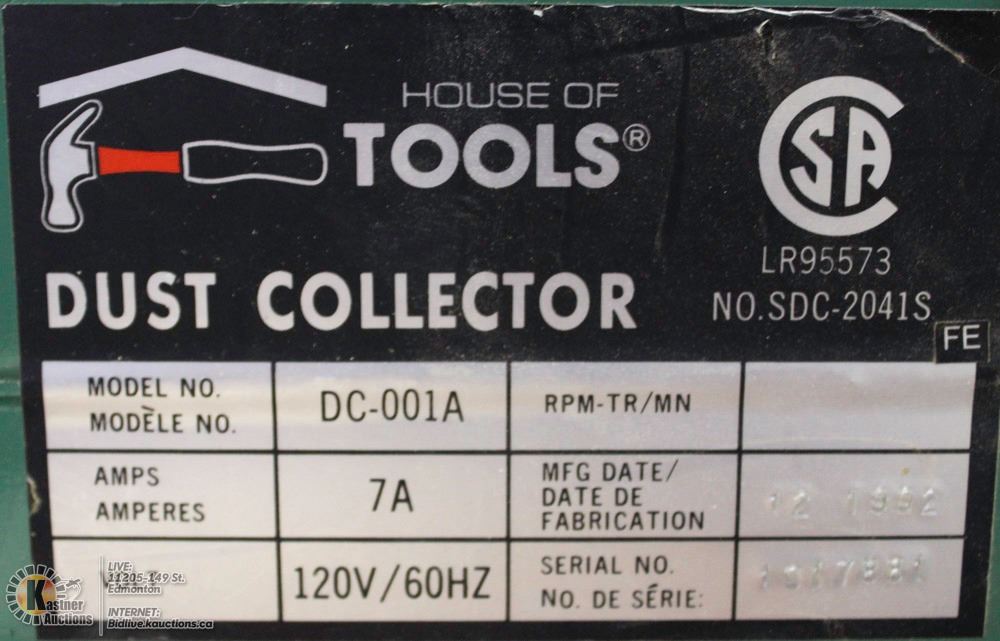 HOUSE OF
TOOLS®
CSA
LR95573
NO.SDC-2041S
DUST COLLECTOR
FE
MODEL NO.
MODÈLE NO.
DC-001A
RPM-TR/MN
AMPS
AMPERES
7A
MFG DATE/
DATE DE
FABRICATION
12 1992
120V/60HZ
SERIAL NO.
NO. DE SÉRIE:
Kastner
Auctions
LIVE:
11205-149 St.
Edmonton
INTERNET:
Bidlive.kauctions.ca